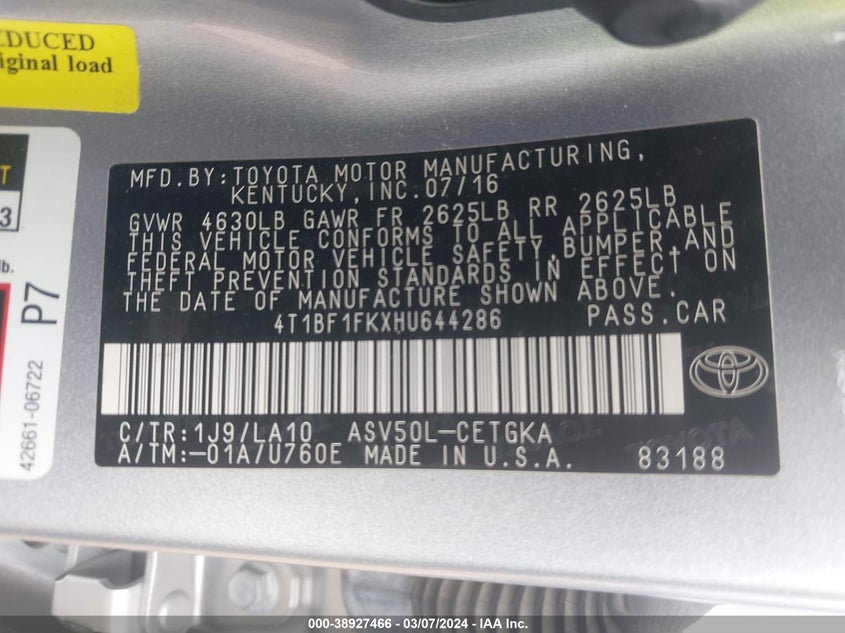 EDUCED
iginal load
T
3
lb.
P7
42661-06722
MFD.BY:TOYOTA MOTOR MANUFACTURING,
KENTUCKY,INC.07/16
GVWR 4630LB GAWR FR 2625LB RR 2625LB
THIS VEHICLE CONFORMS TO ALL APPLICABLE
FEDERAL MOTOR VEHICLE SAFETY,BUMPER,AND
THEFT PREVENTION STANDARDS IN EFFECT ON
THE DATE OF MANUFACTURE SHOWN ABOVE.
4T1BF1FKXHU644286 PASS.CAR
C/TR:1J9/LA10 ASV50L-CETGKA
A/TM:-01A/U760E MADE IN U.S.A. 83188
000-38927466 - 03/07/2024 - IAA Inc.